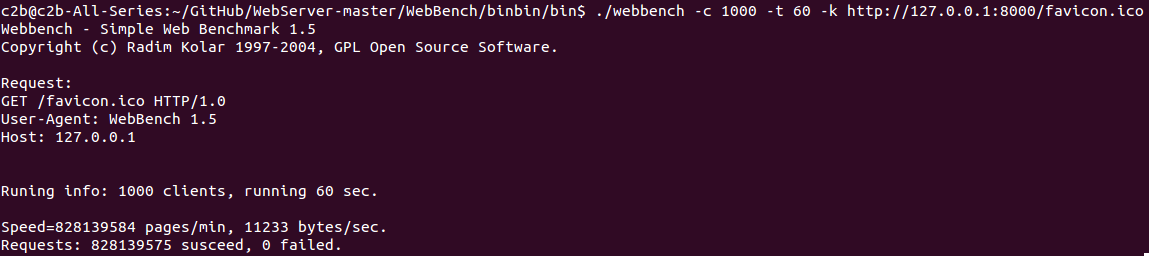 c2b@c2b-All-Series:~/GitHub/WebServer-master/WebBench/binbin/bin$ ./webbench -c 1000 -t 60 -k http://127.0.0.1:8000/favicon.ico
Webbench - Simple Web Benchmark 1.5
Copyright (c) Radim Kolar 1997-2004, GPL Open Source Software.
Request:
GET /favicon.ico HTTP/1.0
User-Agent: WebBench 1.5
Host: 127.0.0.1
Runing info: 1000 clients, running 60 sec.
Speed=828139584 pages/min, 11233 bytes/sec.
Requests: 828139575 susceed, 0 failed.